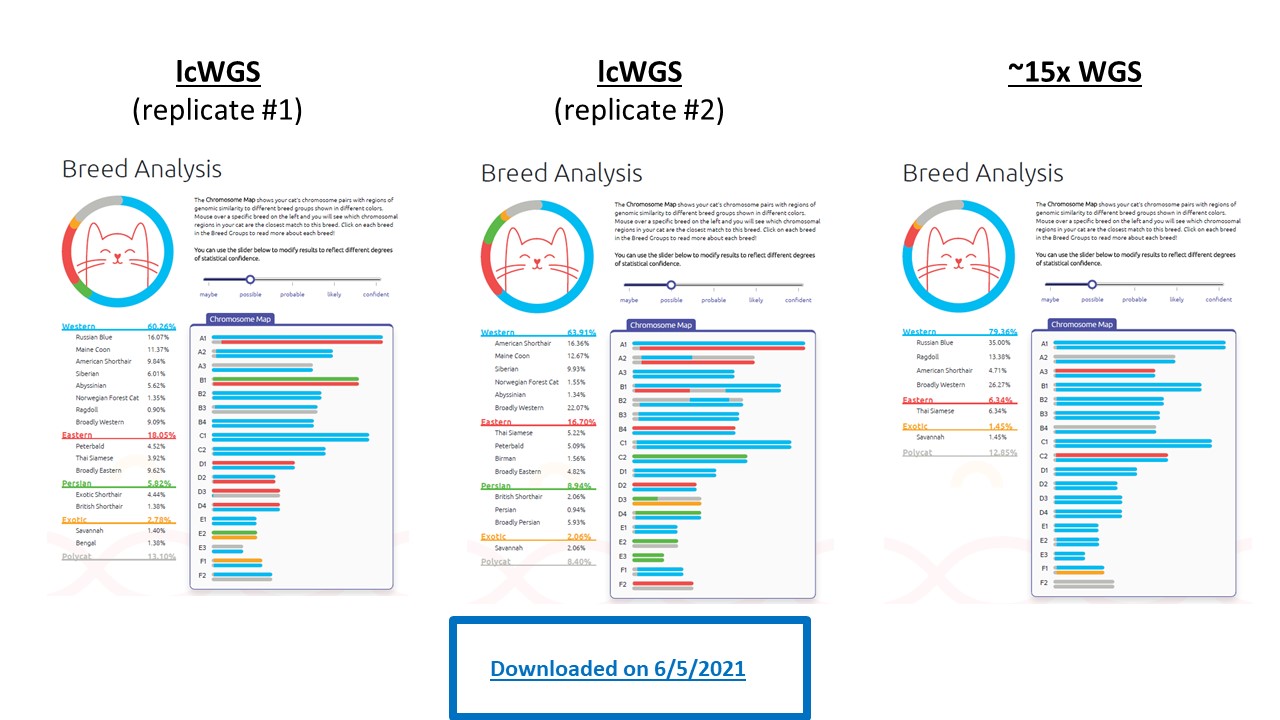 lcWGS
(replicate #1)
Breed Analysis
The Chromosome Map shows your cat's chromosome pairs with regions of
genomic similarity to different breed groups shown in different colors.
Mouse over a specific breed on the left and you will see which chromosomal
regions in your cat are the closest match to this breed. Click on each breed
in the Breed Groups to read more about each breed!
You can use the slider below to modify results to reflect different degrees
of statistical confidence.
maybe possible probable likely confident
Western 60.26%
Russian Blue 16.07%
Maine Coon 11.37%
American Shorthair 9.84%
Siberian 6.01%
Abyssinian 5.62%
Norwegian Forest Cat 1.35%
Ragdoll 0.90%
Broadly Western 9.09%
Eastern 18.05%
Peterbald 4.52%
Thai Siamese 3.92%
Broadly Eastern 9.62%
Persian 5.82%
Exotic Shorthair 4.44%
British Shorthair 1.38%
Exotic 2.78%
Savannah 1.40%
Bengal 1.38%
Polycat 13.10%
Chromosome Map
A1
A2
A3
B1
B2
B3
B4
C1
C2
D1
D2
D3
D4
E1
E2
E3
F1
F2
lcWGS
(replicate #2)
Breed Analysis
The Chromosome Map shows your cat's chromosome pairs with regions of
genomic similarity to different breed groups shown in different colors.
Mouse over a specific breed on the left and you will see which chromosomal
regions in your cat are the closest match to this breed. Click on each breed
in the Breed Groups to read more about each breed!
You can use the slider below to modify results to reflect different degrees
of statistical confidence.
maybe possible probable likely confident
Western 63.91%
American Shorthair 16.36%
Maine Coon 12.67%
Siberian 9.93%
Norwegian Forest Cat 1.55%
Abyssinian 1.34%
Broadly Western 22.07%
Eastern 16.70%
Thai Siamese 5.22%
Peterbald 5.09%
Birman 1.56%
Broadly Eastern 4.82%
Persian 8.94%
British Shorthair 2.06%
Persian 0.94%
Broadly Persian 5.93%
Exotic 2.06%
Savannah 2.06%
Polycat 8.40%
Chromosome Map
A1
A2
A3
B1
B2
B3
B4
C1
C2
D1
D2
D3
D4
E1
E2
E3
F1
F2
~15x WGS
Breed Analysis
The Chromosome Map shows your cat's chromosome pairs with regions of
genomic similarity to different breed groups shown in different colors.
Mouse over a specific breed on the left and you will see which chromosomal
regions in your cat are the closest match to this breed. Click on each breed
in the Breed Groups to read more about each breed!
You can use the slider below to modify results to reflect different degrees
of statistical confidence.
maybe possible probable likely confident
Western 79.36%
Russian Blue 35.00%
Ragdoll 13.38%
American Shorthair 4.71%
Broadly Western 26.27%
Eastern 6.34%
Thai Siamese 6.34%
Exotic 1.45%
Savannah 1.45%
Polycat 12.85%
Chromosome Map
A1
A2
A3
B1
B2
B3
B4
C1
C2
D1
D2
D3
D4
E1
E2
E3
F1
F2
Downloaded on 6/5/2021